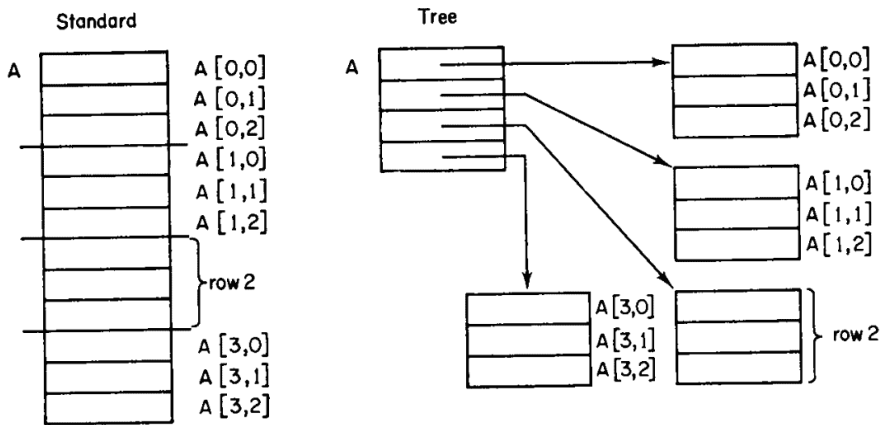 Standard
A
A[0,0]
A[0,1]
A[0,2]
A[1,0]
A[1,1]
A[1,2]
row 2
A[3,0]
A[3,1]
A[3,2]
Tree
A
A[0,0]
A[0,1]
A[0,2]
A[1,0]
A[1,1]
A[1,2]
A[3,0]
A[3,1]
A[3,2]
row 2